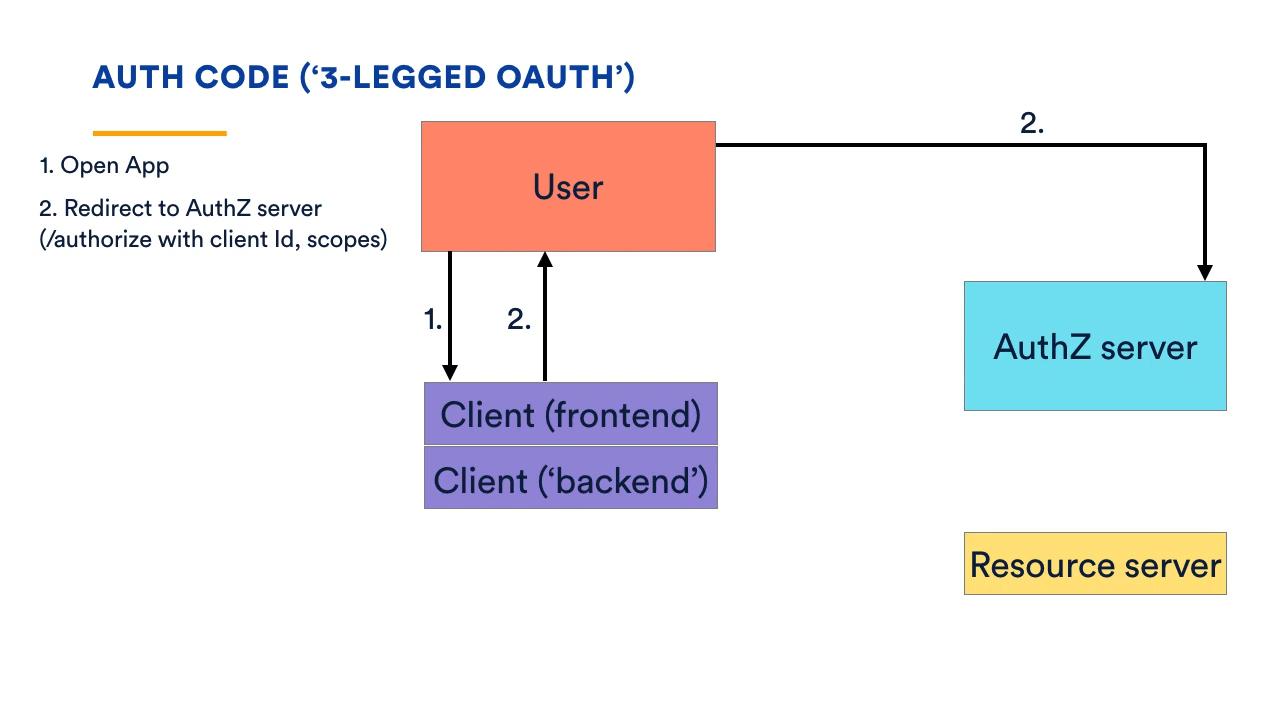 AUTH CODE (‘3-LEGGED OAUTH’)
1. Open App
2. Redirect to AuthZ server
(/authorize with client Id, scopes)
User
2.
1.
2.
AuthZ server
Client (frontend)
Client (‘backend’)
Resource server